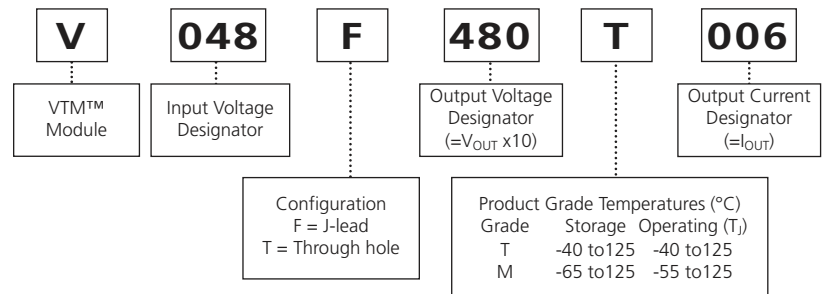 V 048 F 480 T 006
VTM™
Module
Input Voltage
Designator
Output Voltage
Designator
(=VOUT x10)
Output Current
Designator
(=IOUT)
Configuration
F = J-lead
T = Through hole
Product Grade Temperatures (°C)
Grade Storage Operating (TJ)
T -40 to125 -40 to125
M -65 to125 -55 to125